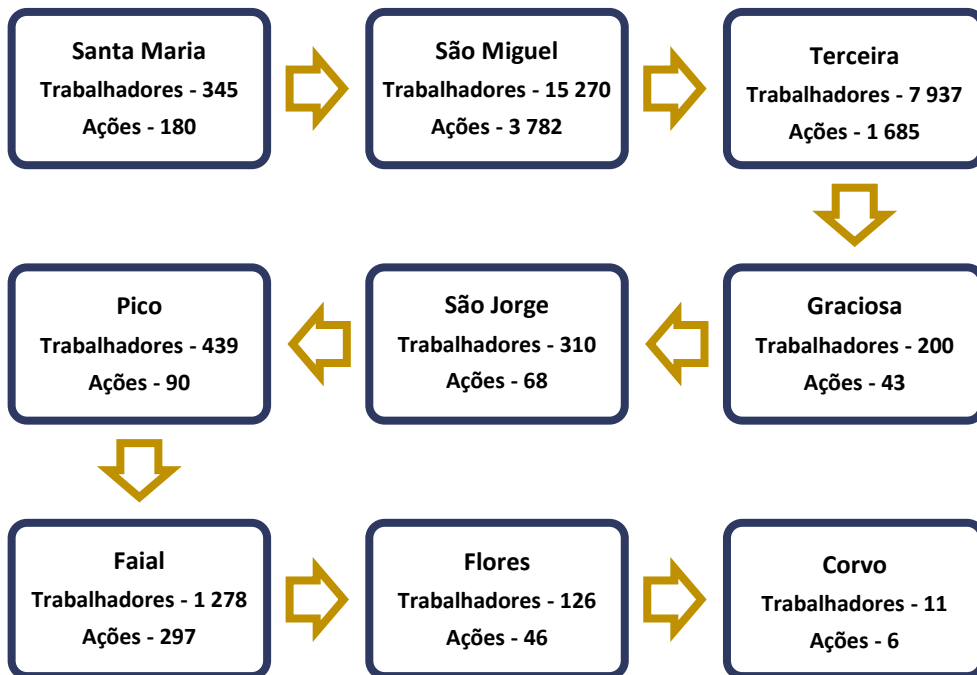 Santa Maria
Trabalhadores - 345
Ações - 180
São Miguel
Trabalhadores - 15 270
Ações - 3 782
Terceira
Trabalhadores - 7 937
Ações - 1 685
Graciosa
Trabalhadores - 200
Ações - 43
São Jorge
Trabalhadores - 310
Ações - 68
Pico
Trabalhadores - 439
Ações - 90
Faial
Trabalhadores - 1 278
Ações - 297
Flores
Trabalhadores - 126
Ações - 46
Corvo
Trabalhadores - 11
Ações - 6